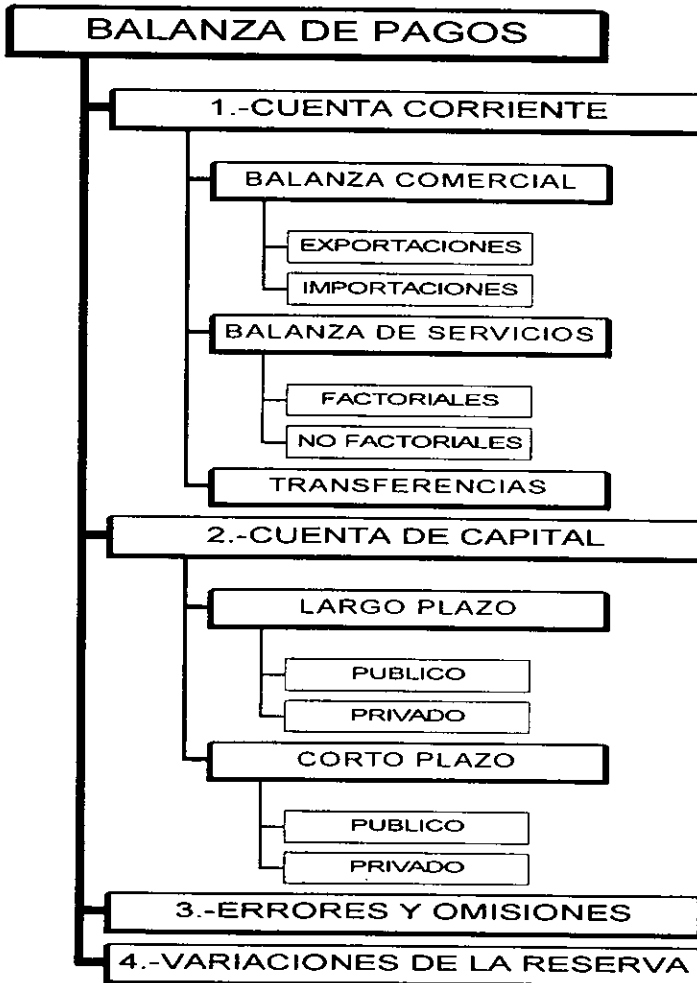 BALANZA DE PAGOS
1.-CUENTA CORRIENTE
BALANZA COMERCIAL
EXPORTACIONES
IMPORTACIONES
BALANZA DE SERVICIOS
FACTORIALES
NO FACTORIALES
TRANSFERENCIAS
2.-CUENTA DE CAPITAL
LARGO PLAZO
PUBLICO
PRIVADO
CORTO PLAZO
PUBLICO
PRIVADO
3.-ERRORES Y OMISIONES
4.-VARIACIONES DE LA RESERVA